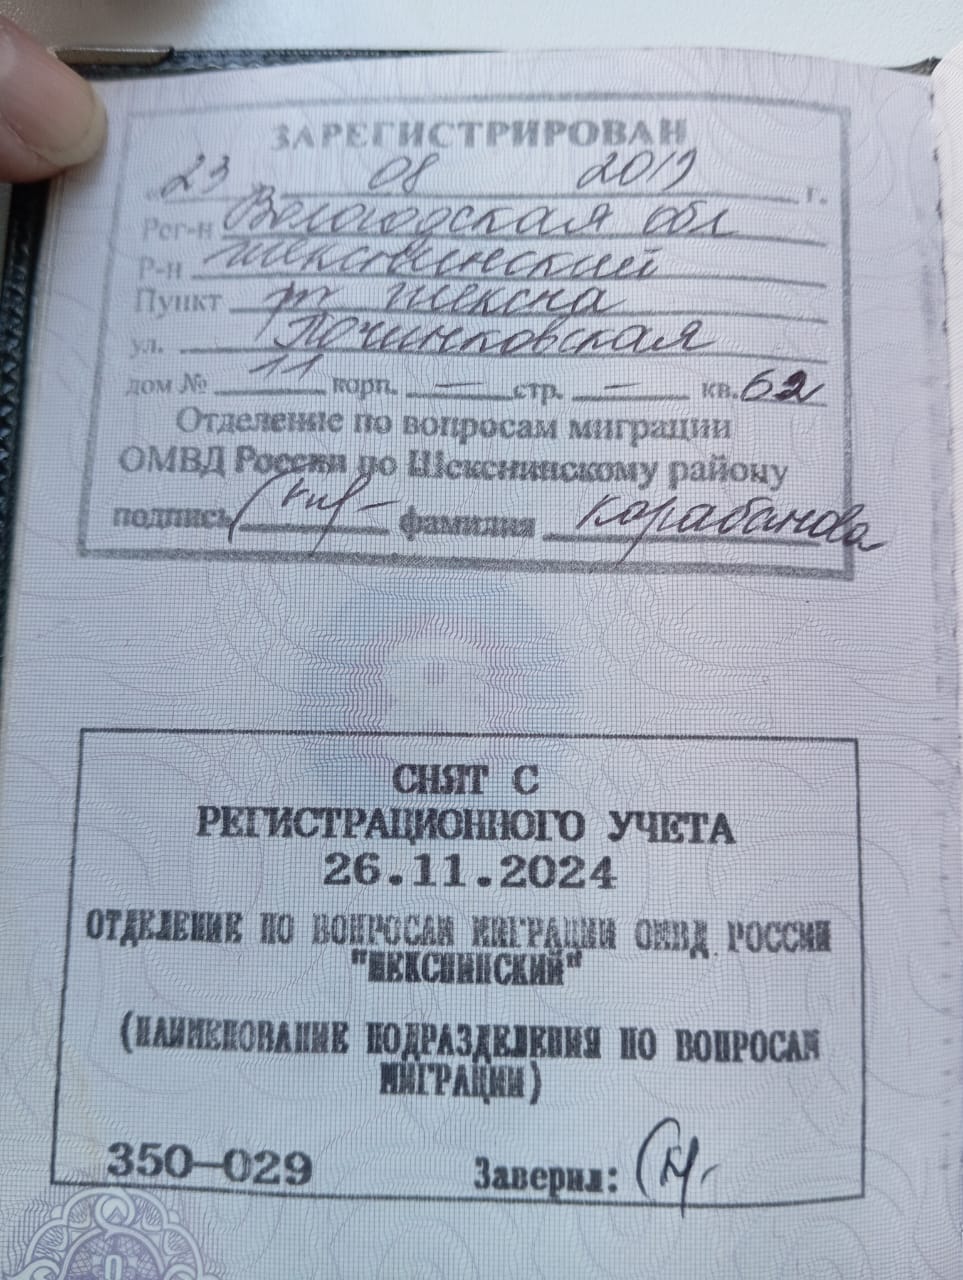 ЗАРЕГИСТРИРОВАН
23 08 2019 г.
Рег-н Вологодская обл
Р-н Шекснинский
Пункт рп Шексна
ул. Починковская
дом № 11 корп. — стр. — кв. 62
Отделение по вопросам миграции
ОМВД России по Шекснинскому району
подпись фамилия Карабанова
СНЯТ С
РЕГИСТРАЦИОННОГО УЧЕТА
26.11.2024
ОТДЕЛЕНИЕ ПО ВОПРОСАМ МИГРАЦИИ ОМВД РОССИИ
"ШЕКСНИНСКИЙ"
(НАИМЕНОВАНИЕ ПОДРАЗДЕЛЕНИЯ ПО ВОПРОСАМ
МИГРАЦИИ)
350-029 Заверил: